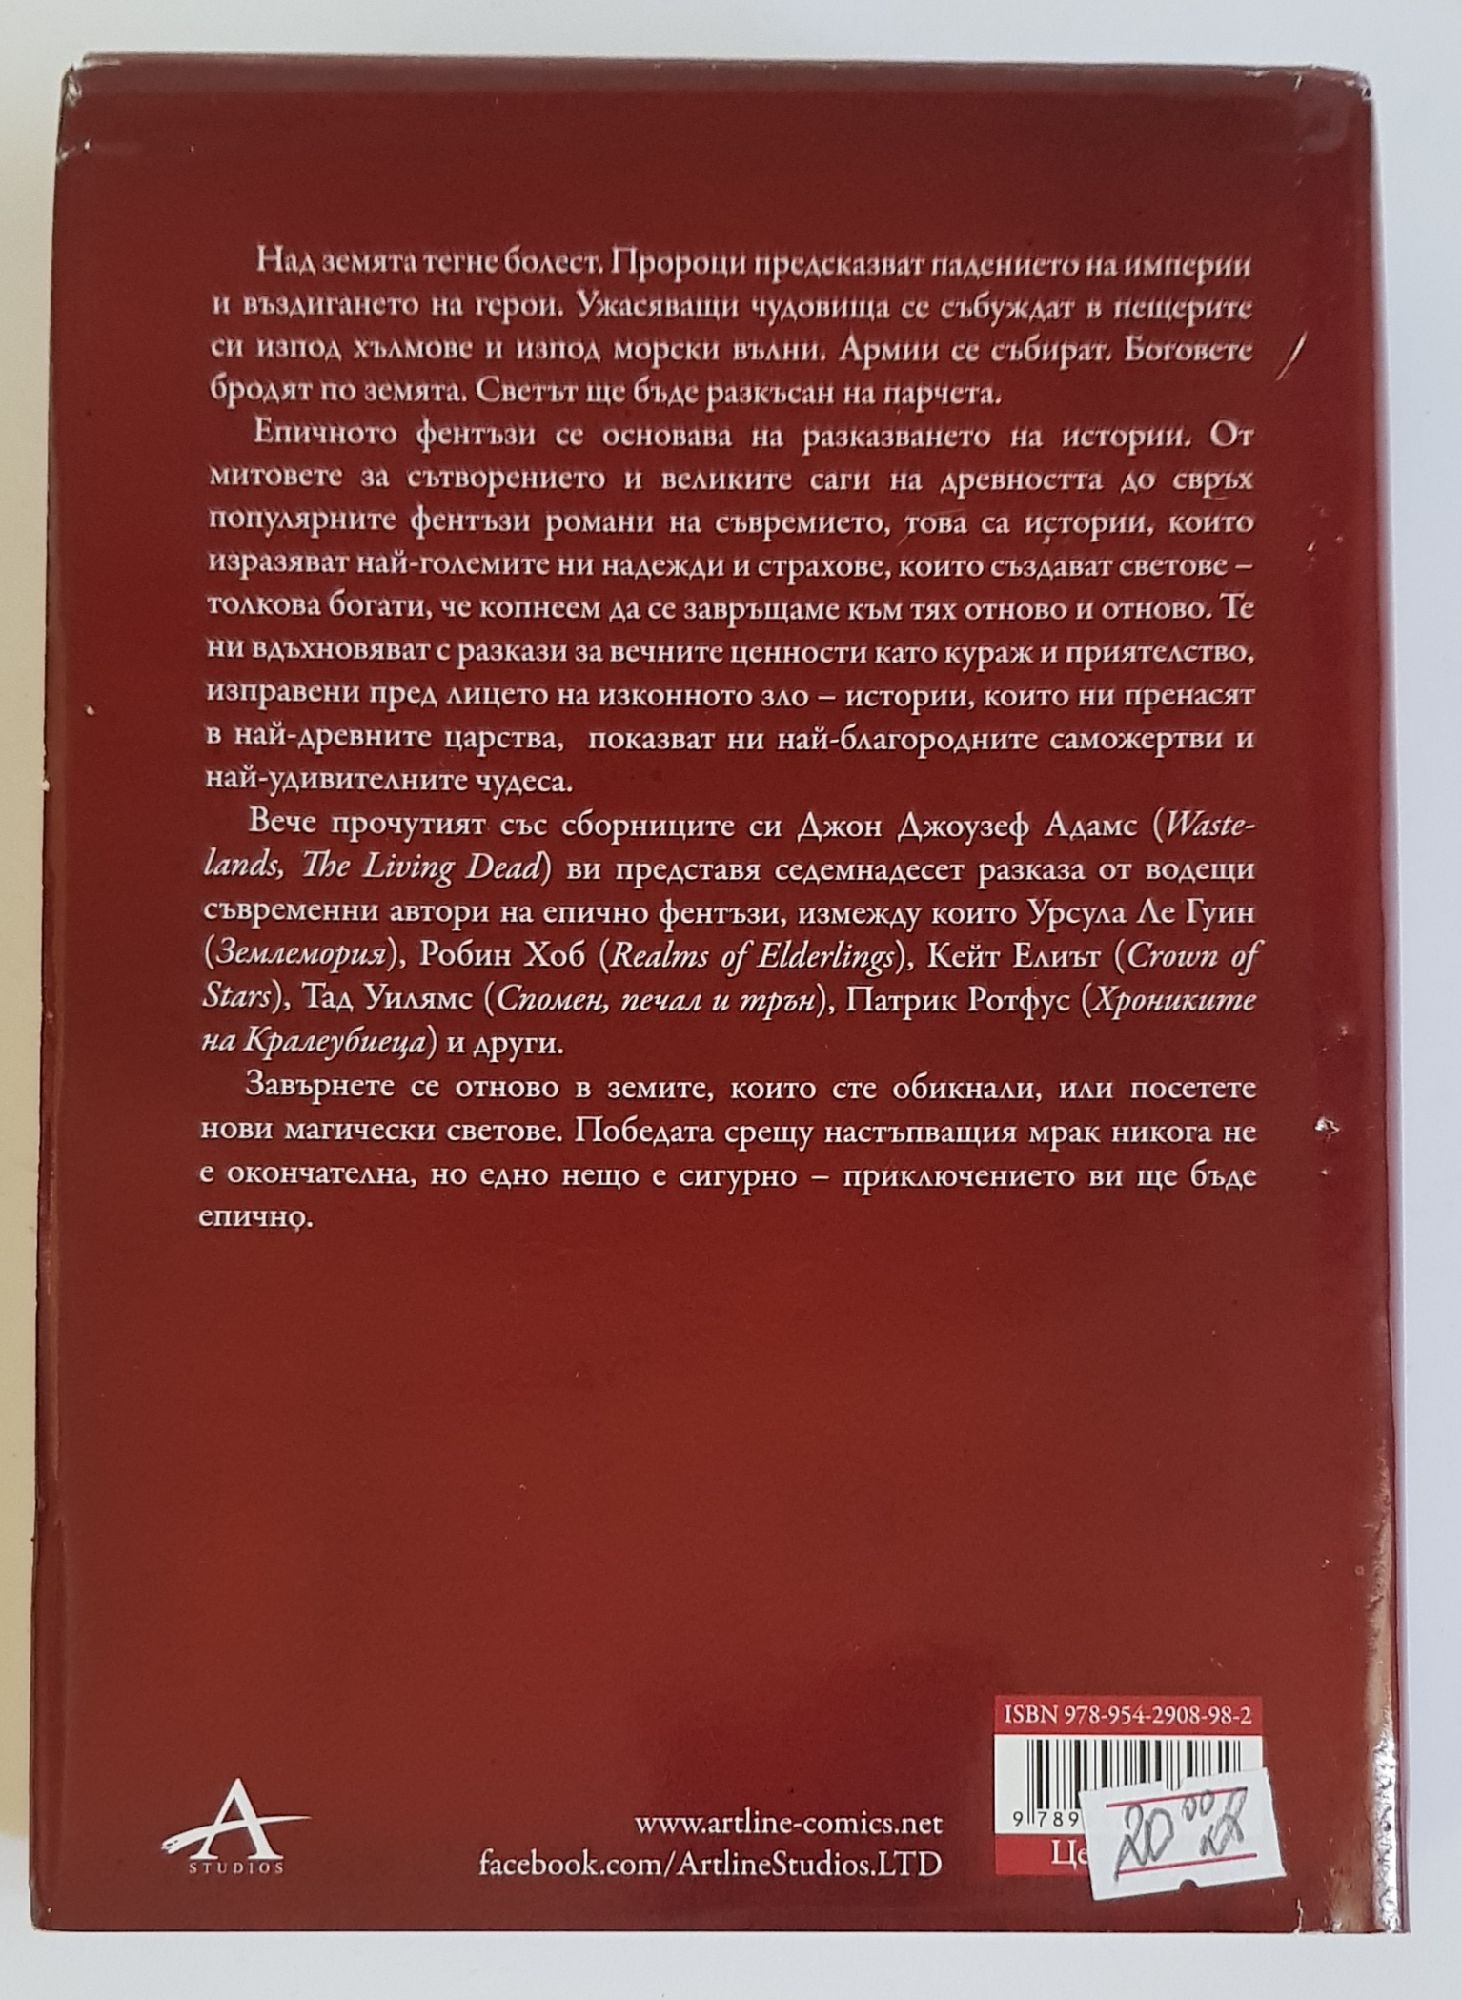 Над земята тегне болест. Пророци предсказват падението на империи
и въздигането на герои. Ужасяващи чудовища се събуждат в пещерите
си изпод хълмове и изпод морски вълни. Армии се събират. Боговете
бродят по земята. Светът ще бъде разкъсан на парчета.
Епичното фентъзи се основава на разказването на истории. От
митовете за сътворението и великите саги на древността до свръх
популярните фентъзи романи на съвремието, това са истории, които
изразяват най-големите ни надежди и страхове, които създават светове –
толкова богати, че копнеем да се завръщаме към тях отново и отново. Те
ни вдъхновяват с разкази за вечните ценности като кураж и приятелство,
изправени пред лицето на изконното зло – истории, които ни пренасят
в най-древните царства, показват ни най-благородните саможертви и
най-удивителните чудеса.
Вече прочутият със сборниците си Джон Джоузеф Адамс (Waste-
lands, The Living Dead) ви представя седемнадесет разказа от водещи
съвременни автори на епично фентъзи, измежду които Урсула Ле Гуин
(Землемория), Робин Хоб (Realms of Elderlings), Кейт Елиът (Crown of
Stars), Тад Уилямс (Спомен, печал и трън), Патрик Ротфус (Хрониките
на Кралеубиеца) и други.
Завърнете се отново в земите, които сте обикнали, или посетете
нови магически светове. Победата срещу настъпващия мрак никога не
е окончателна, но едно нещо е сигурно – приключението ви ще бъде
епично.
ISBN 978-954-2908-98-2
9 789
20.00 лв
A
STUDIOS
www.artline-comics.net
facebook.com/ArtlineStudios.LTD